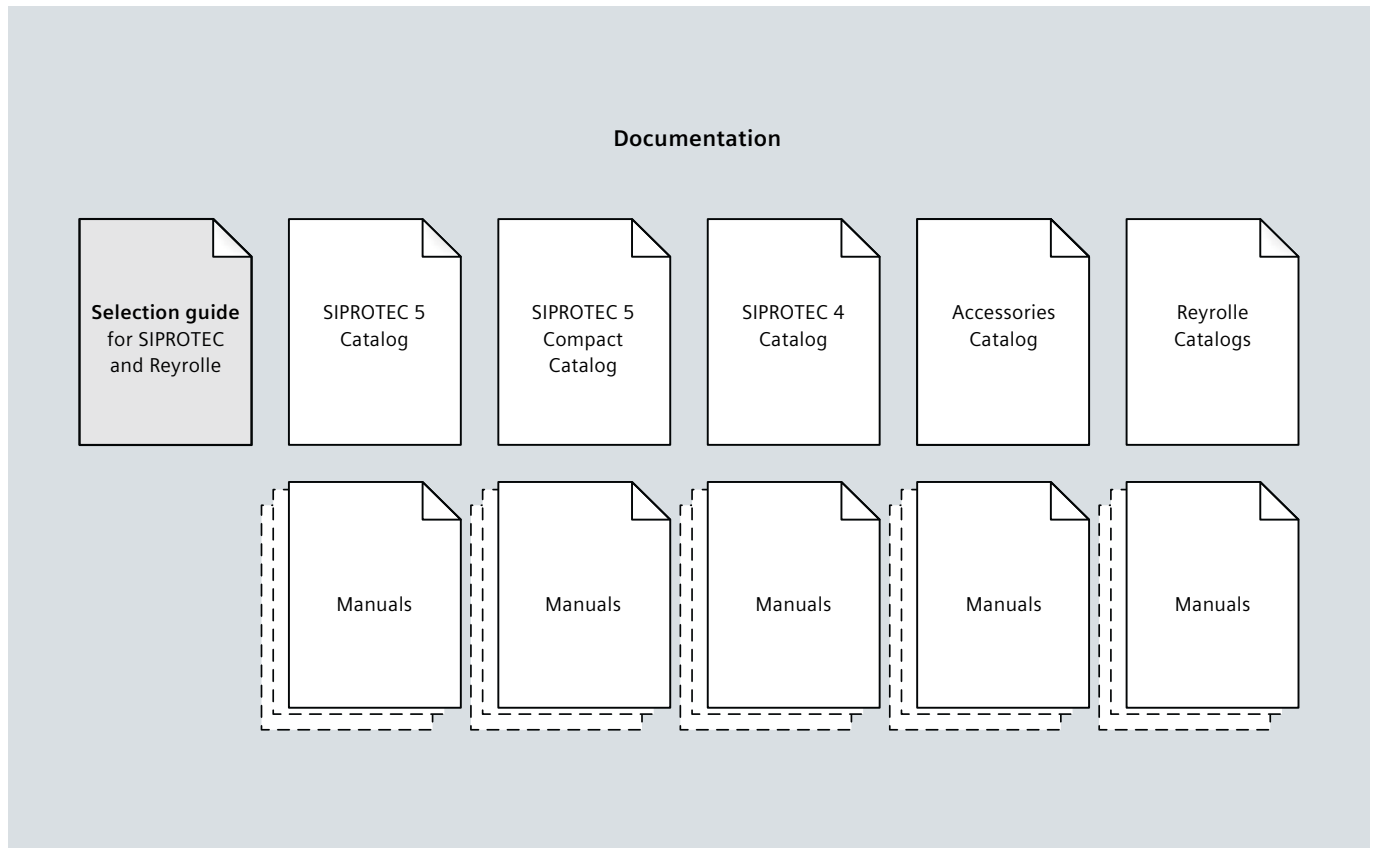 Documentation
Selection guide
for SIPROTEC
and Reyrolle
SIPROTEC 5
Catalog
SIPROTEC 5
Compact
Catalog
SIPROTEC 4
Catalog
Accessories
Catalog
Reyrolle
Catalogs
Manuals
Manuals
Manuals
Manuals
Manuals